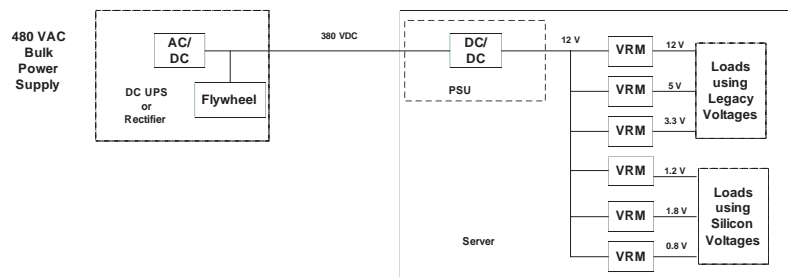 480 VAC
Bulk
Power
Supply
AC/
DC
DC UPS
or
Rectifier
Flywheel
380 VDC
DC/
DC
PSU
12 V
VRM
12 V
VRM
5 V
VRM
3.3 V
Loads
using
Legacy
Voltages
VRM
1.2 V
VRM
1.8 V
VRM
0.8 V
Loads
using
Silicon
Voltages
Server